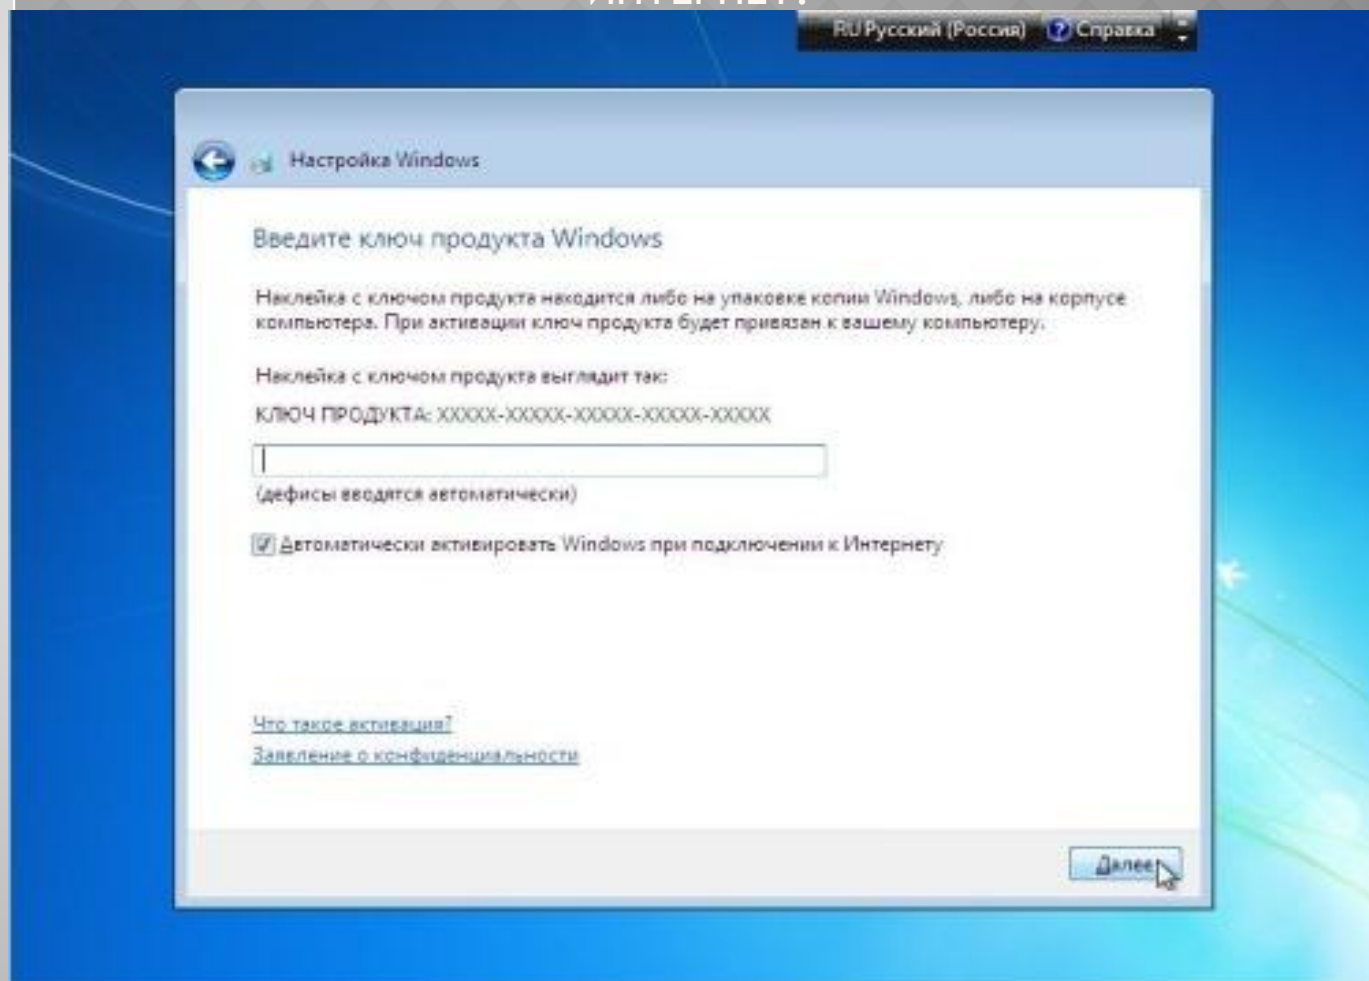 RU Русский (Россия) Справка
Настройка Windows
Введите ключ продукта Windows
Наклейка с ключом продукта находится либо на упаковке копии Windows, либо на корпусе
компьютера. При активации ключ продукта будет привязан к вашему компьютеру.
Наклейка с ключом продукта выглядит так:
КЛЮЧ ПРОДУКТА: XXXXX-XXXXX-XXXXX-XXXXX-XXXXX
(дефисы вводятся автоматически)
Автоматически активировать Windows при подключении к Интернету
Что такое активация?
Заявление о конфиденциальности
Далее